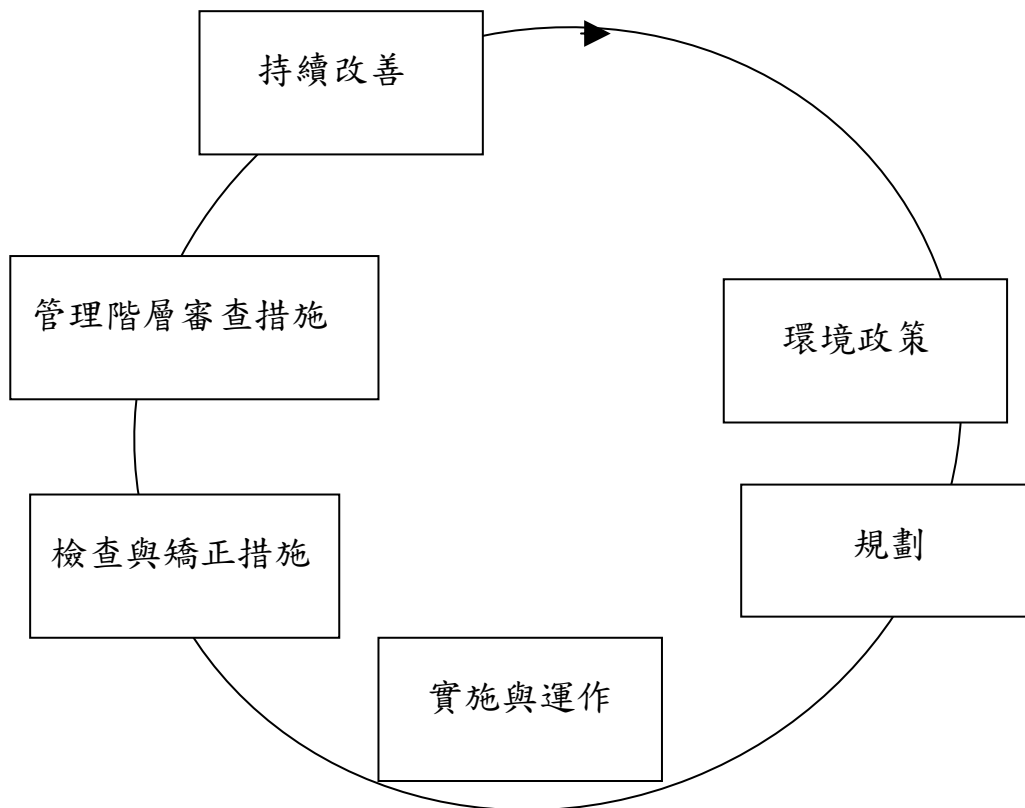 持續改善
管理階層審查措施
環境政策
檢查與矯正措施
規劃
實施與運作